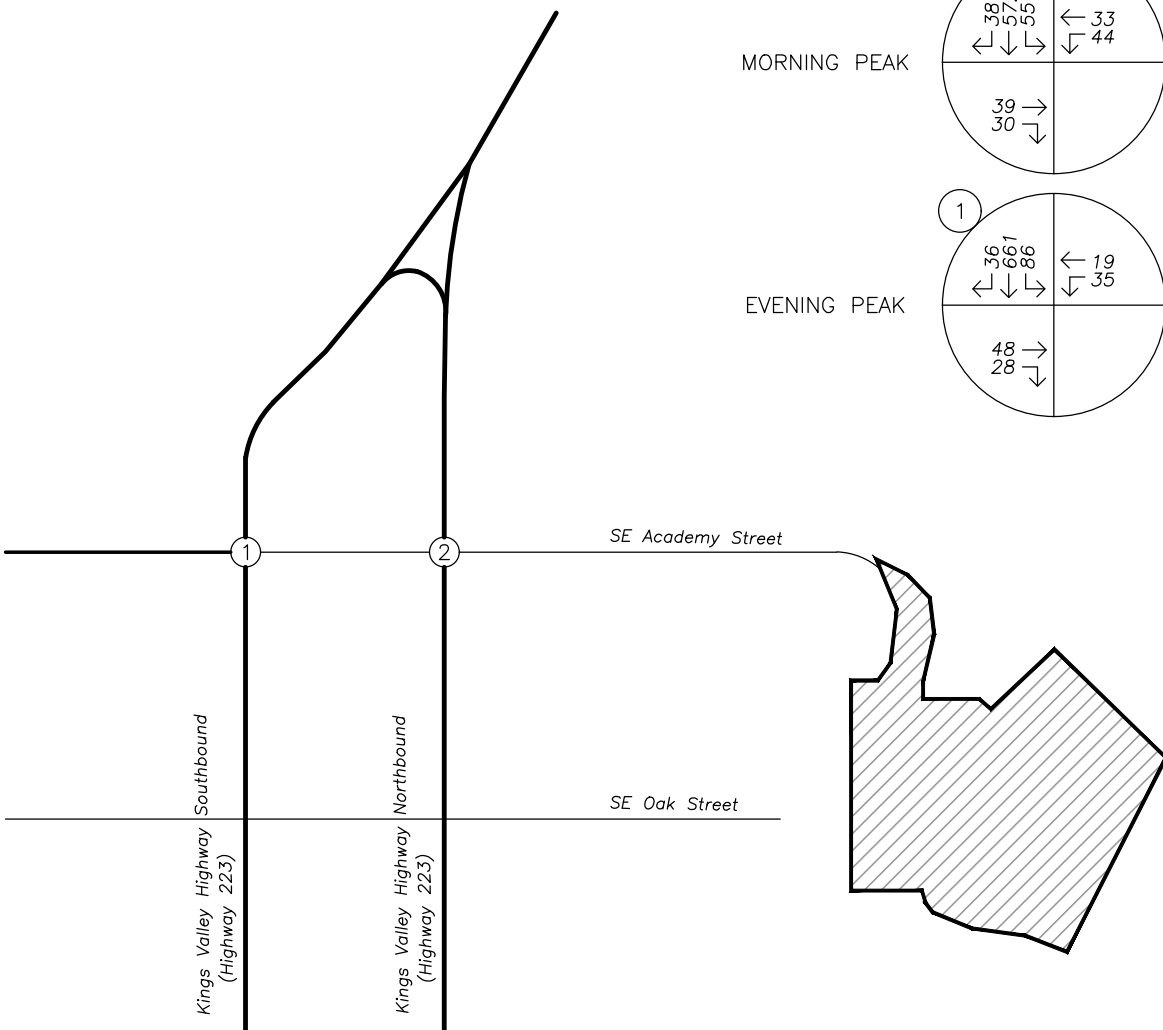 38
55
33
44
MORNING PEAK
39
30
1
36
661
86
19
35
EVENING PEAK
48
28
1
2
SE Academy Street
Kings Valley Highway Southbound
(Highway 223)
Kings Valley Highway Northbound
(Highway 223)
SE Oak Street